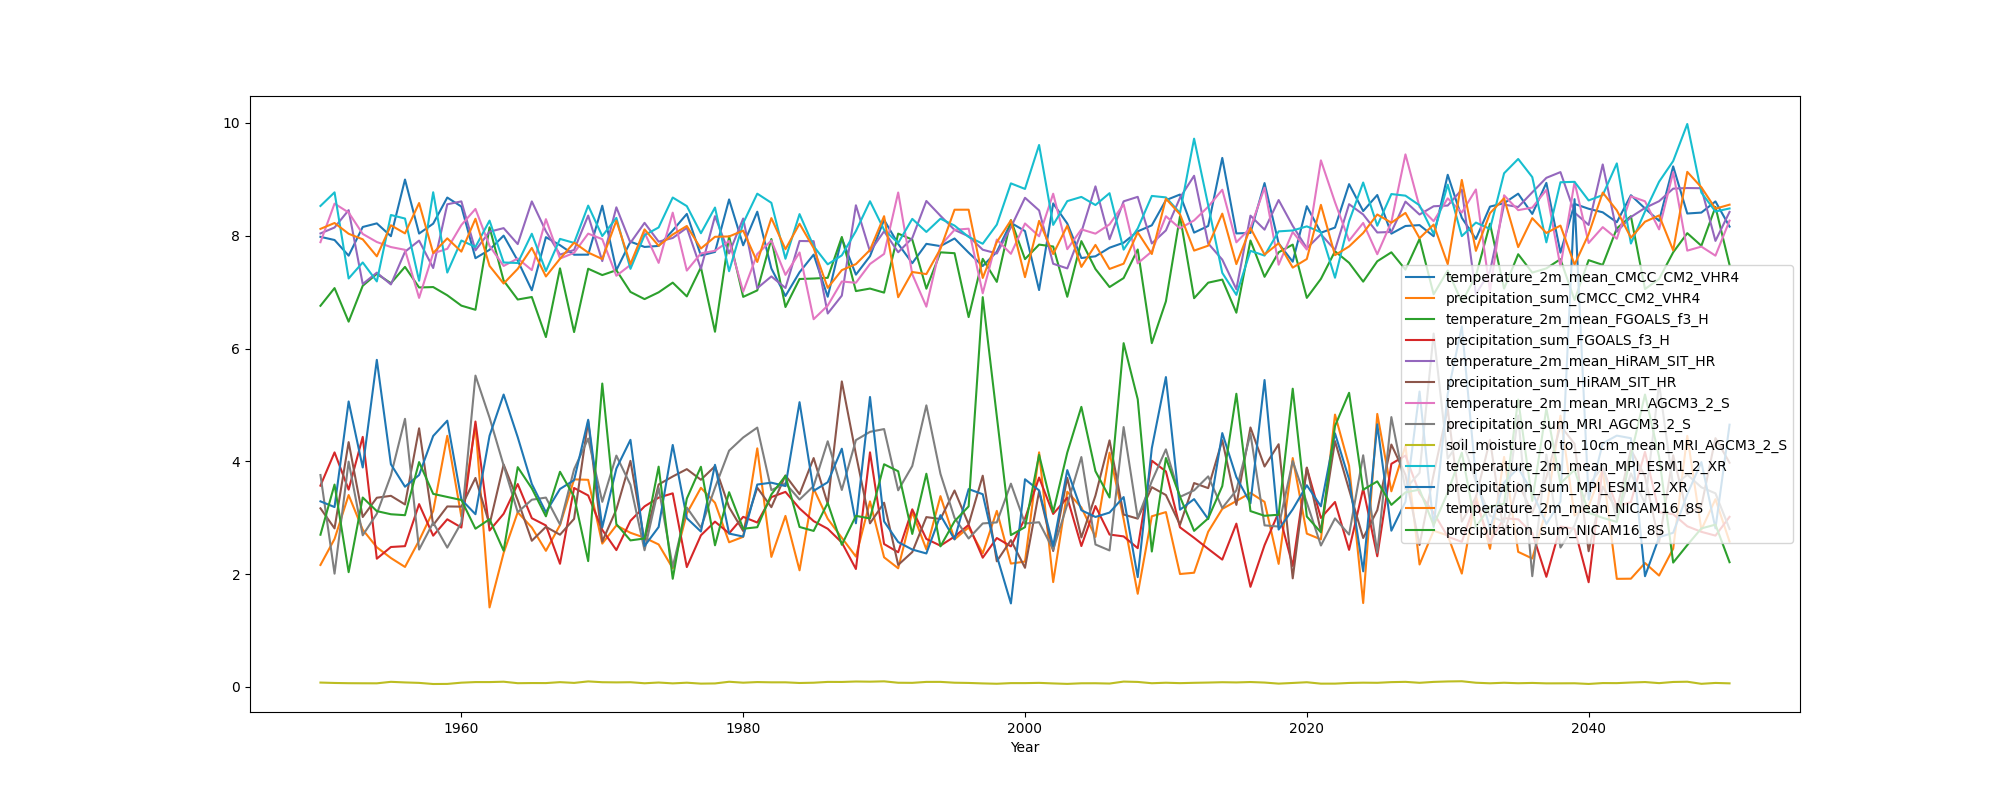 10
8
6
4
2
0
1960
1980
2000
2020
2040
Year
temperature_2m_mean_CMCC_CM2_VHR4
precipitation_sum_CMCC_CM2_VHR4
temperature_2m_mean_FGOALS_f3_H
precipitation_sum_FGOALS_f3_H
temperature_2m_mean_HiRAM_SIT_HR
precipitation_sum_HiRAM_SIT_HR
temperature_2m_mean_MRI_AGCM3_2_S
precipitation_sum_MRI_AGCM3_2_S
soil_moisture_0_to_10cm_mean_MRI_AGCM3_2_S
temperature_2m_mean_MPI_ESM1_2_XR
precipitation_sum_MPI_ESM1_2_XR
temperature_2m_mean_NICAM16_8S
precipitation_sum_NICAM16_8S